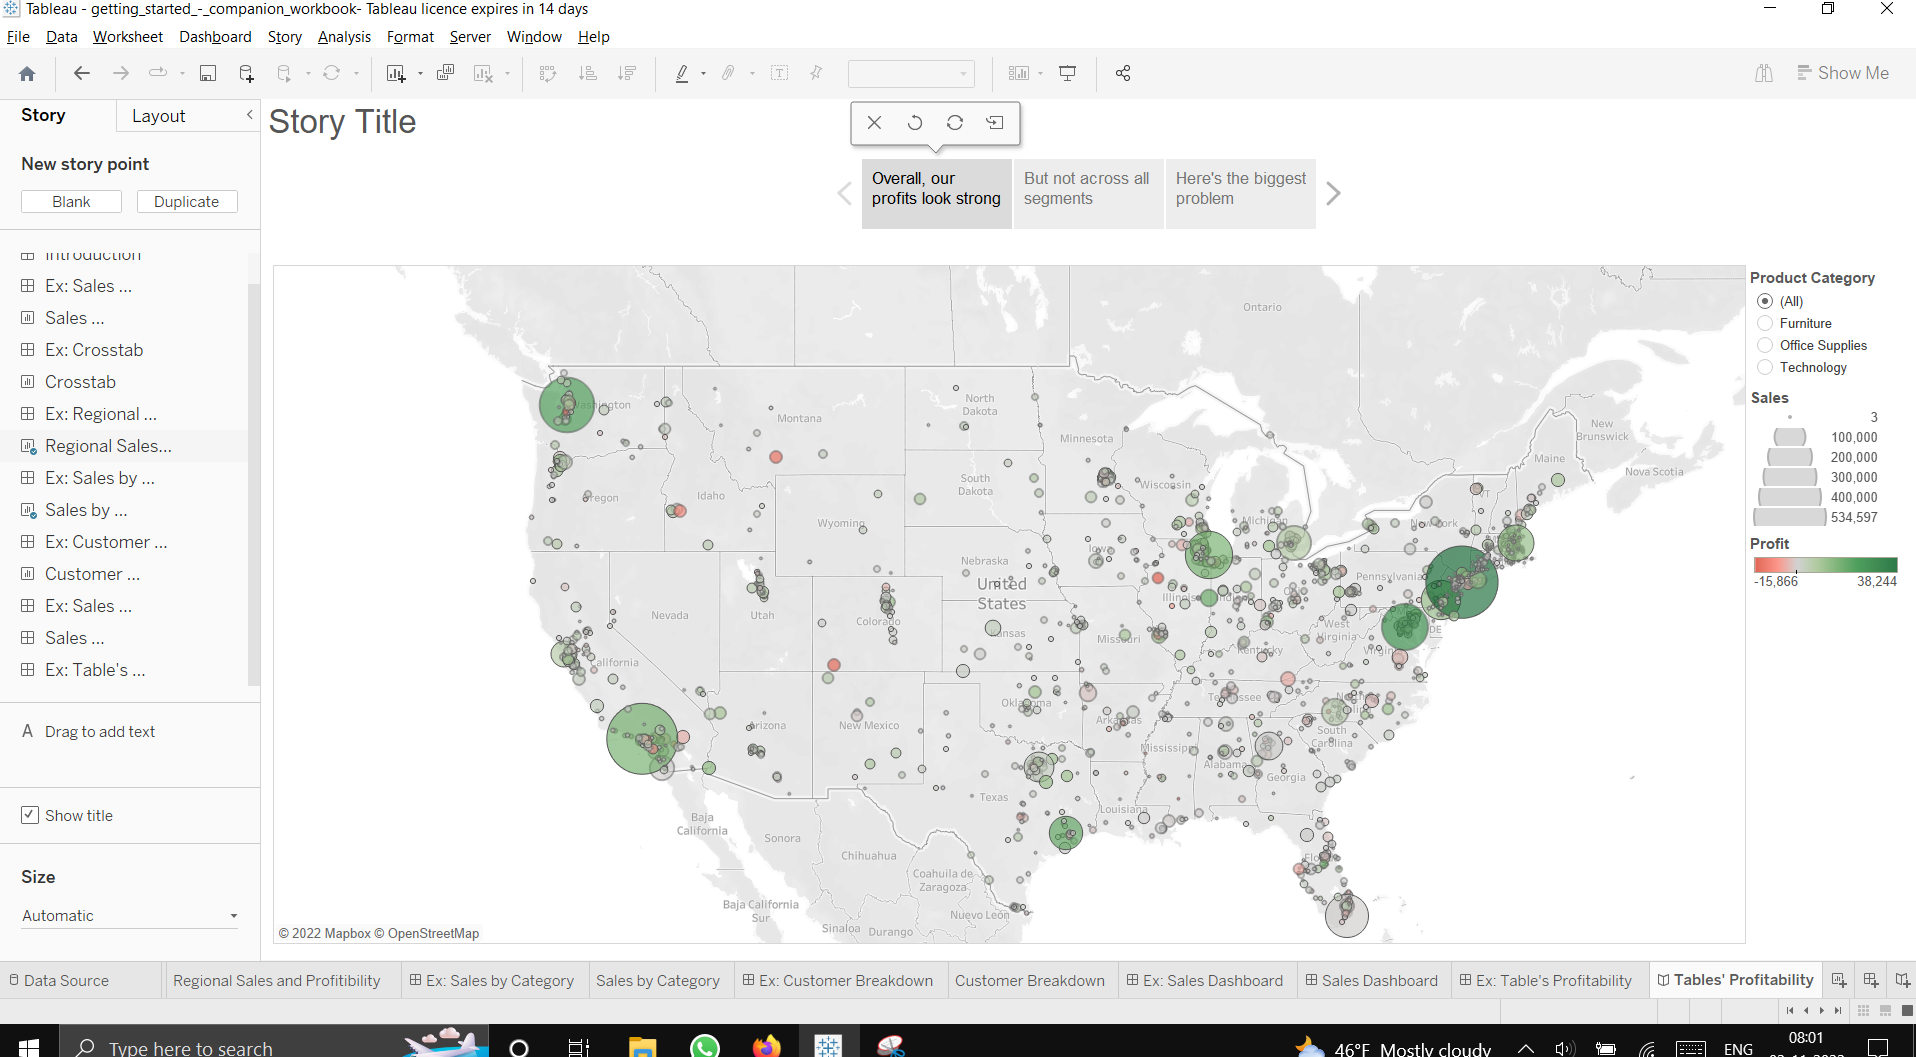 Tableau - getting_started_-_companion_workbook- Tableau licence expires in 14 days
File Data Worksheet Dashboard Story Analysis Format Server Window Help
Show Me
Story
Layout
New story point
Blank
Duplicate
Introduction
Ex: Sales ...
Sales ...
Ex: Crosstab
Crosstab
Ex: Regional ...
Regional Sales...
Ex: Sales by ...
Sales by ...
Ex: Customer ...
Customer ...
Ex: Sales ...
Sales ...
Ex: Table's ...
A Drag to add text
Show title
Size
Automatic
Story Title
Overall, our
profits look strong
But not across all
segments
Here's the biggest
problem
Ontario
Washington
Montana
North
Dakota
Minnesota
New
Brunswick
Maine
Nova Scotia
Oregon
Idaho
South
Dakota
Wisconsin
VT
Michigan
New York
Wyoming
Iowa
Nebraska
Pennsylvania
United
States
Illinois
Indiana
Nevada
Utah
Colorado
Kansas
Missouri
West
Virginia
DE
Virginia
Kentucky
California
Tennessee
Oklahoma
Arkansas
Arizona
New Mexico
South
Carolina
Mississippi
Alabama
Georgia
Texas
Louisiana
Baja
California
Sonora
Chihuahua
Coahuila de
Zaragoza
Florida
Baja California
Sur
Nuevo León
Sinaloa
Durango
© 2022 Mapbox © OpenStreetMap
Product Category
(All)
Furniture
Office Supplies
Technology
Sales
3
100,000
200,000
300,000
400,000
534,597
Profit
-15,866 38,244
Data Source
Regional Sales and Profitibility
Ex: Sales by Category
Sales by Category
Ex: Customer Breakdown
Customer Breakdown
Ex: Sales Dashboard
Sales Dashboard
Ex: Table's Profitability
Tables' Profitability
Type here to search
46°F Mostly cloudy
ENG
08:01